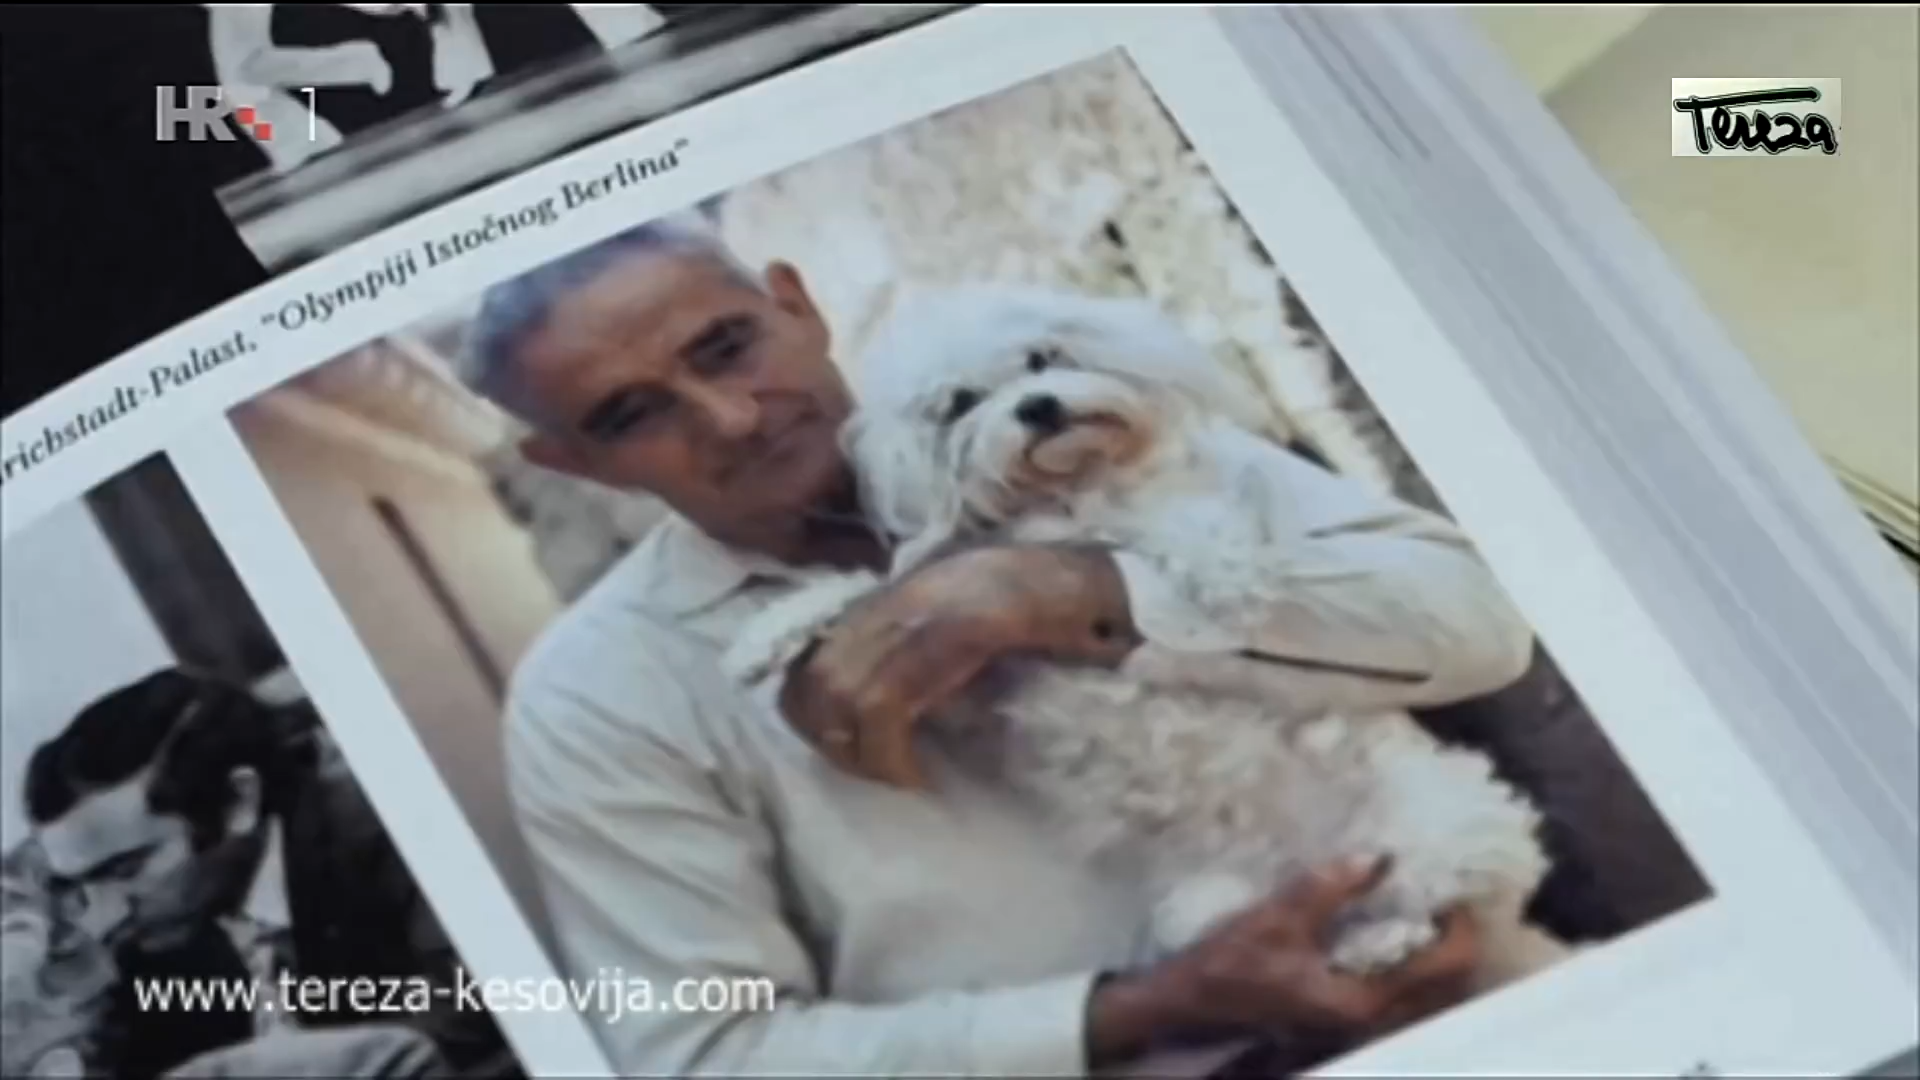 HR 1
Tereza
richstadt-Palast, "Olympiji Istočnog Berlina"
www.tereza-kesovija.com